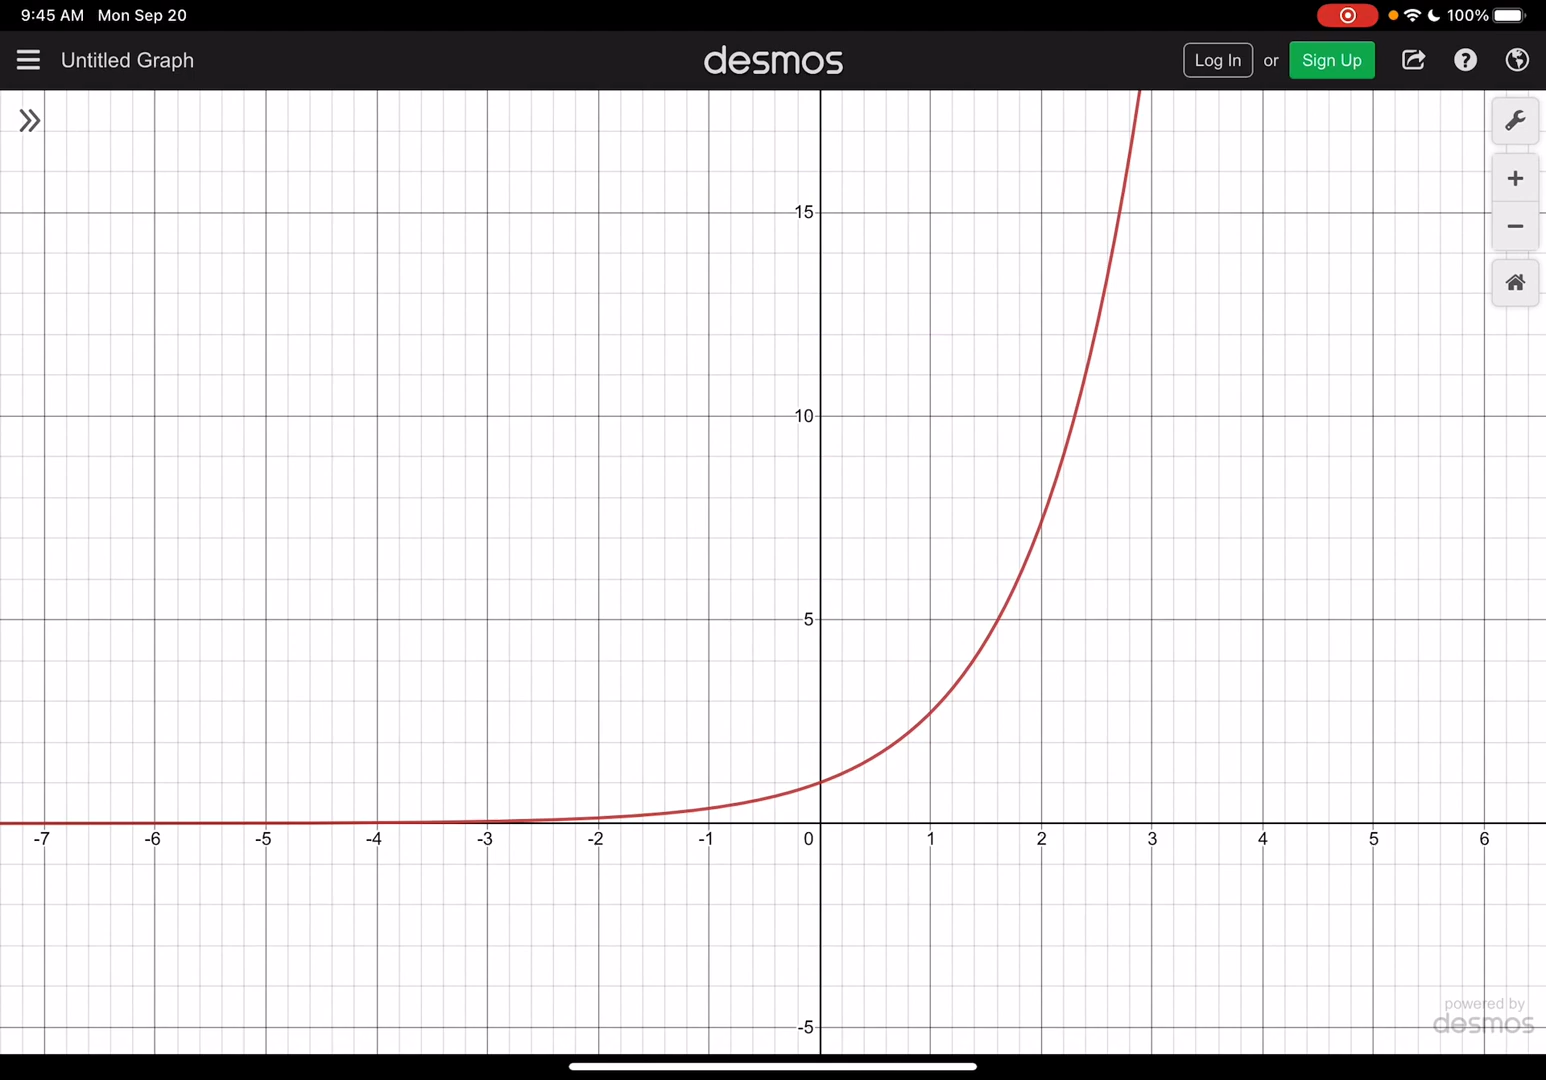 9:45 AM Mon Sep 20
100%
Untitled Graph
desmos
Log In or Sign Up
?
15
10
5
-7 -6 -5 -4 -3 -2 -1 0 1 2 3 4 5 6
-5
powered by
desmos